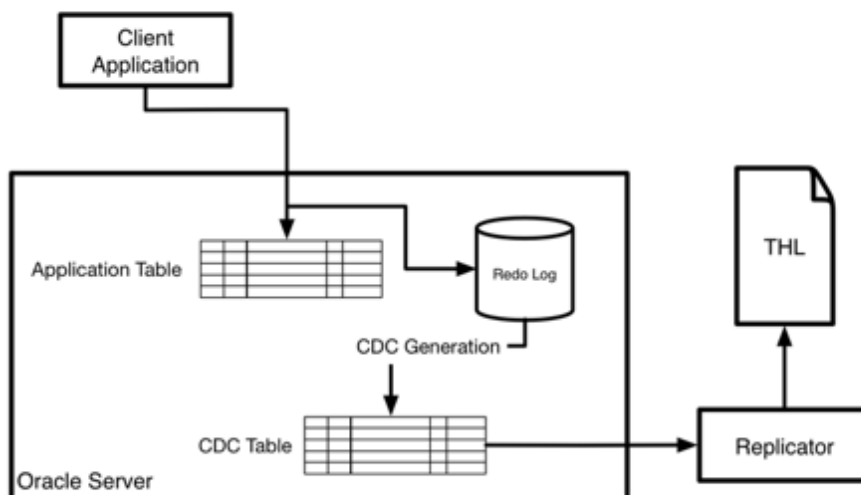 Client
Application
Application Table
Redo Log
THL
CDC Generation
CDC Table
Replicator
Oracle Server